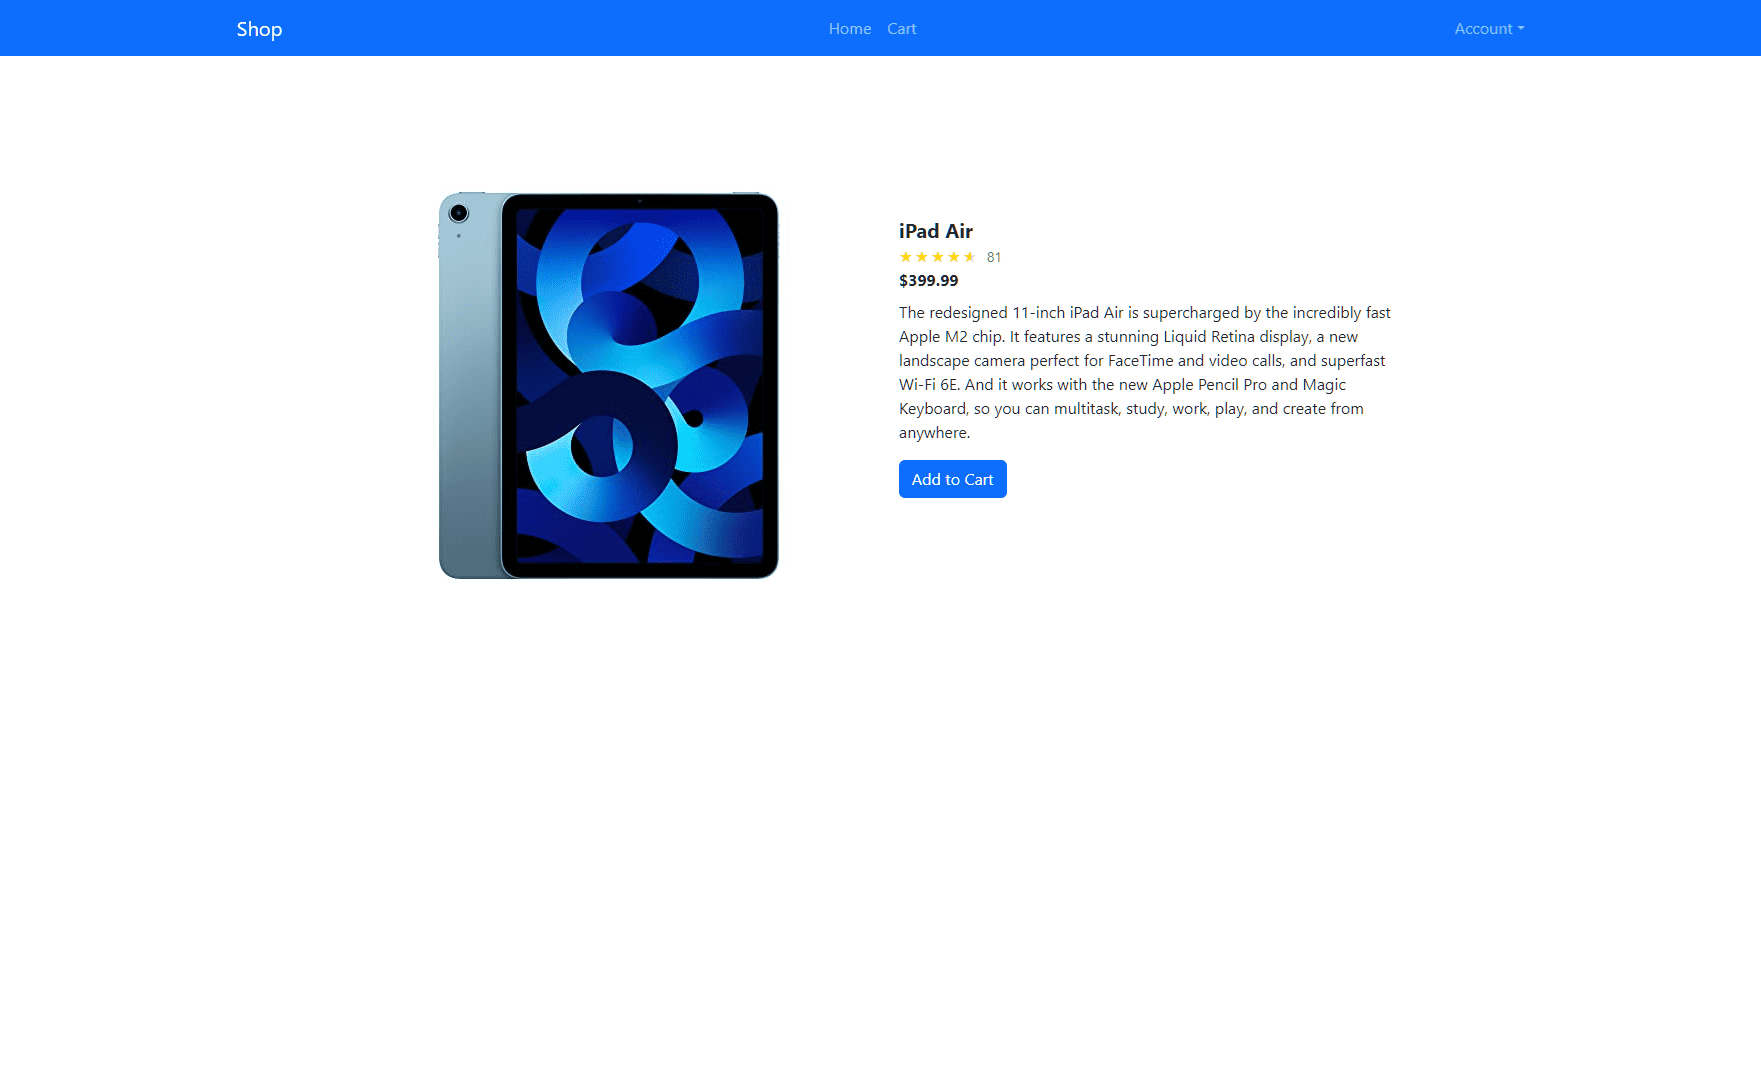 Shop
Home
Cart
Account
iPad Air
81
$399.99
The redesigned 11-inch iPad Air is supercharged by the incredibly fast
Apple M2 chip. It features a stunning Liquid Retina display, a new
landscape camera perfect for FaceTime and video calls, and superfast
Wi-Fi 6E. And it works with the new Apple Pencil Pro and Magic
Keyboard, so you can multitask, study, work, play, and create from
anywhere.
Add to Cart